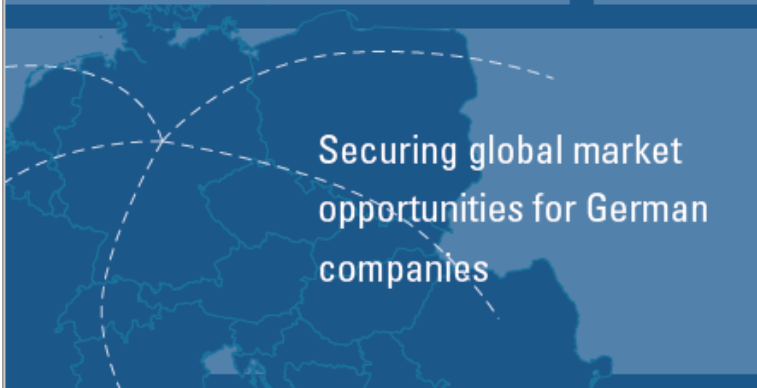 Securing global market
opportunities for German
companies